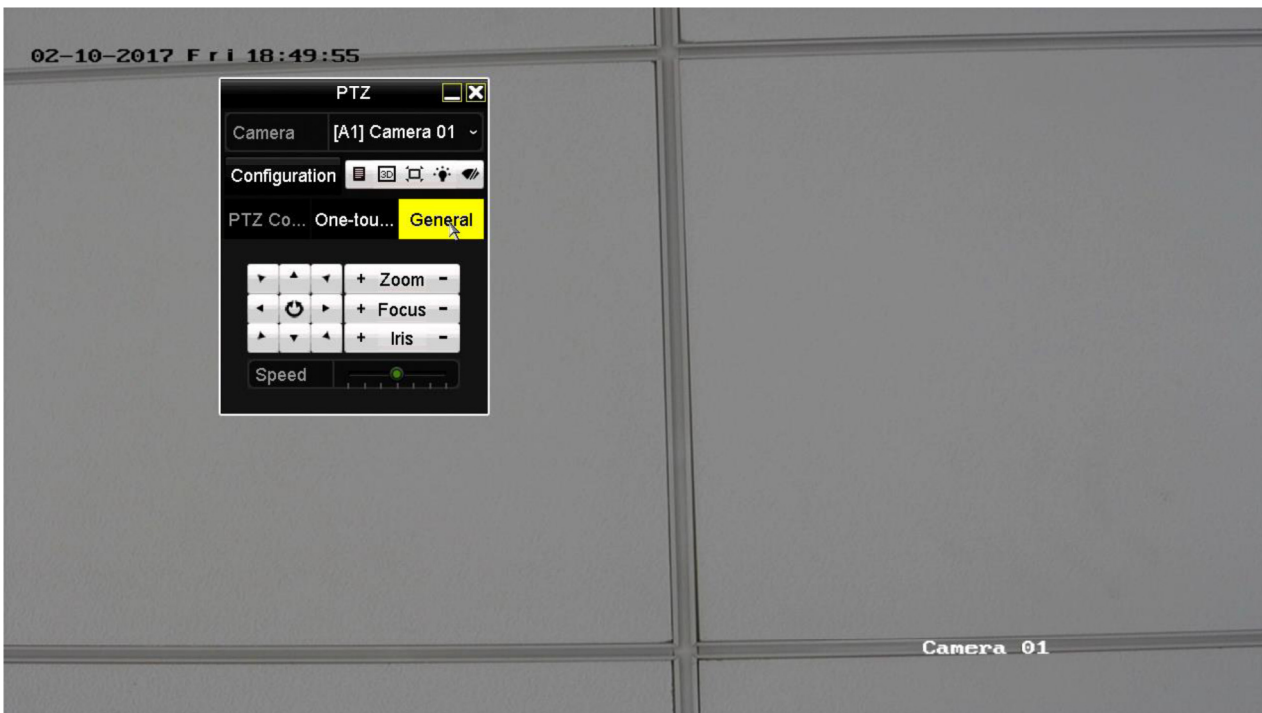 02-10-2017 Fri 18:49:55
PTZ
Camera [A1] Camera 01
Configuration 3D
PTZ Co... One-tou... General
+ Zoom -
+ Focus -
+ Iris -
Speed
Camera 01